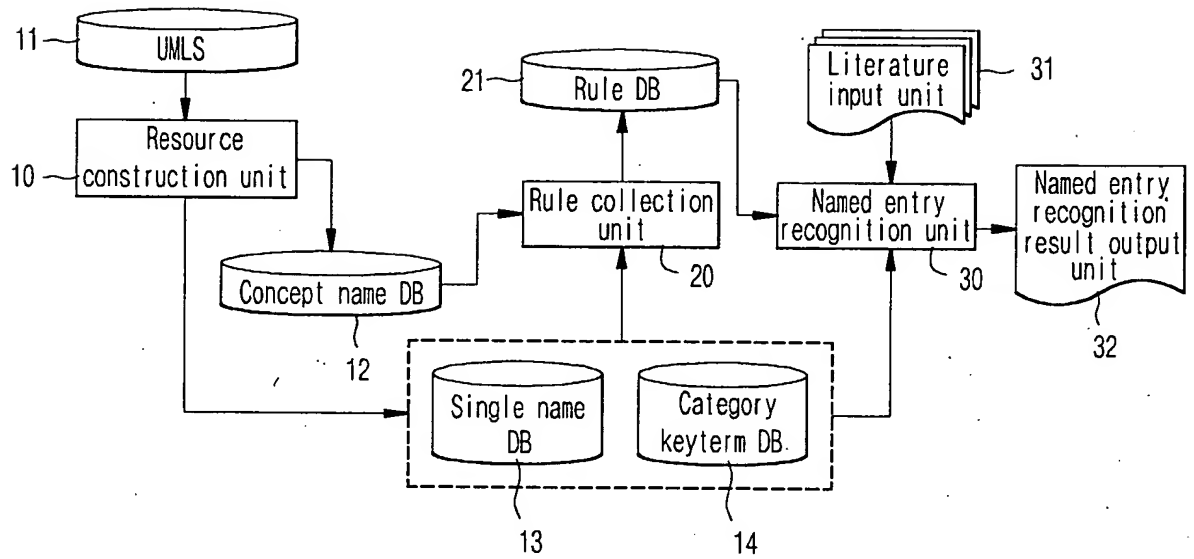 11
UMLS
10
Resource
construction unit
Concept name DB
12
21
Rule DB
Rule collection
unit
20
Literature
input unit
31
Named entry
recognition unit
30
Named entry
recognition
result output
unit
32
Single name
DB
13
Category
keyterm DB
14